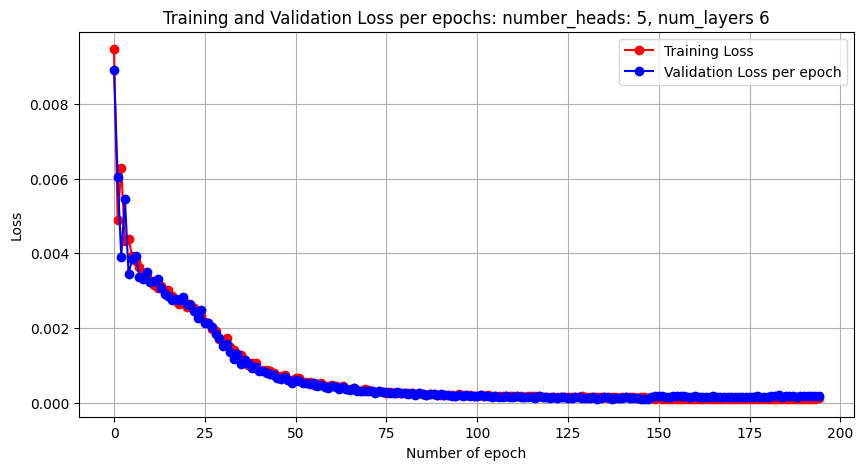 Training and Validation Loss per epochs: number_heads: 5, num_layers 6
Training Loss
Validation Loss per epoch
0.008
0.006
0.004
0.002
0.000
Loss
0 25 50 75 100 125 150 175 200
Number of epoch